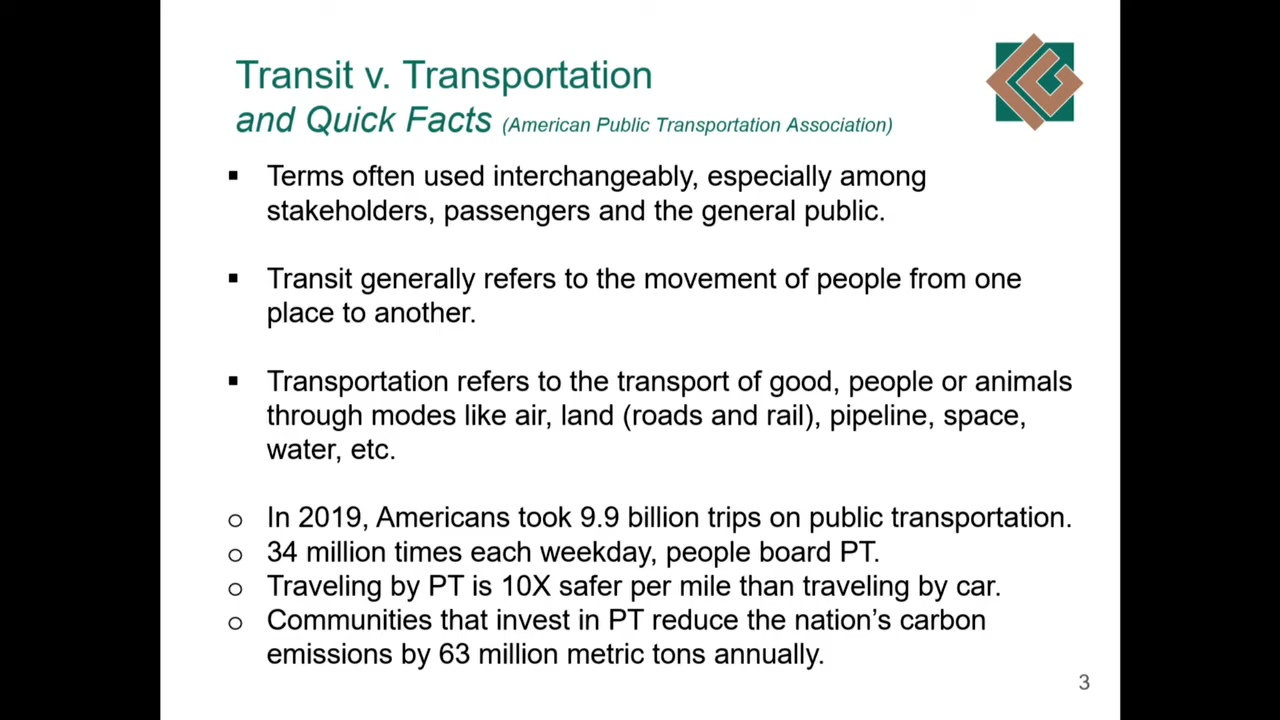 Transit v. Transportation
and Quick Facts (American Public Transportation Association)
▪ Terms often used interchangeably, especially among
stakeholders, passengers and the general public.
▪ Transit generally refers to the movement of people from one
place to another.
▪ Transportation refers to the transport of good, people or animals
through modes like air, land (roads and rail), pipeline, space,
water, etc.
o In 2019, Americans took 9.9 billion trips on public transportation.
o 34 million times each weekday, people board PT.
o Traveling by PT is 10X safer per mile than traveling by car.
o Communities that invest in PT reduce the nation’s carbon
emissions by 63 million metric tons annually.
3